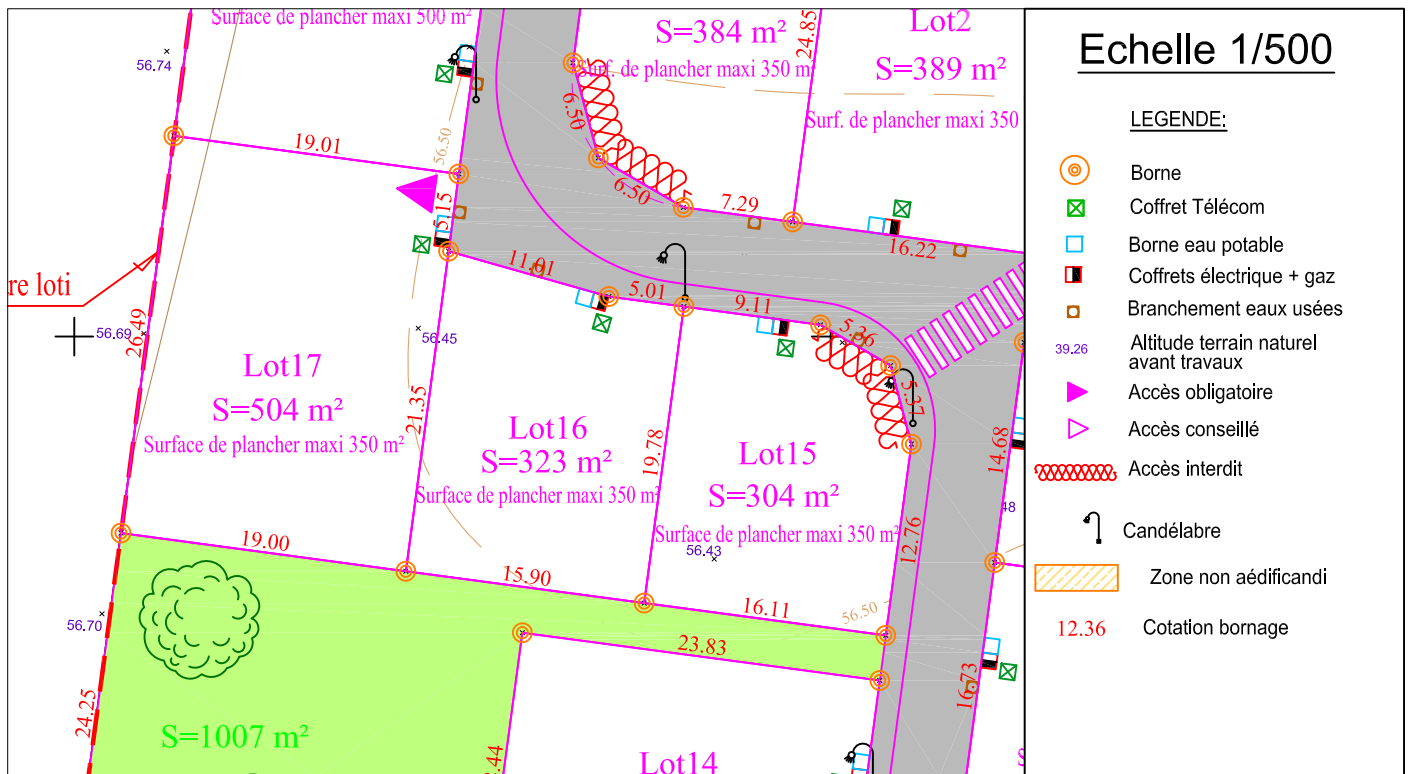 Surface de plancher maxi 500 m²
56.74
19.01
56.50
5.15
S=384 m²
Surf. de plancher maxi 350 m²
24.85
Lot2
S=389 m²
Surf. de plancher maxi 350
6.50
6.50
7.29
16.22
re loti
56.69
26.49
56.45
11.01
5.01
9.11
5.36
5.37
Lot17
S=504 m²
Surface de plancher maxi 350 m²
21.35
Lot16
S=323 m²
Surface de plancher maxi 350 m²
19.78
Lot15
S=304 m²
Surface de plancher maxi 350 m²
56.43
12.76
14.68
48
19.00
15.90
16.11
56.50
23.83
56.70
24.25
S=1007 m²
.44
Lot14
16.73
Echelle 1/500
LEGENDE:
Borne
Coffret Télécom
Borne eau potable
Coffrets électrique + gaz
Branchement eaux usées
39.26
Altitude terrain naturel
avant travaux
Accès obligatoire
Accès conseillé
Accès interdit
Candélabre
Zone non aédificandi
12.36
Cotation bornage